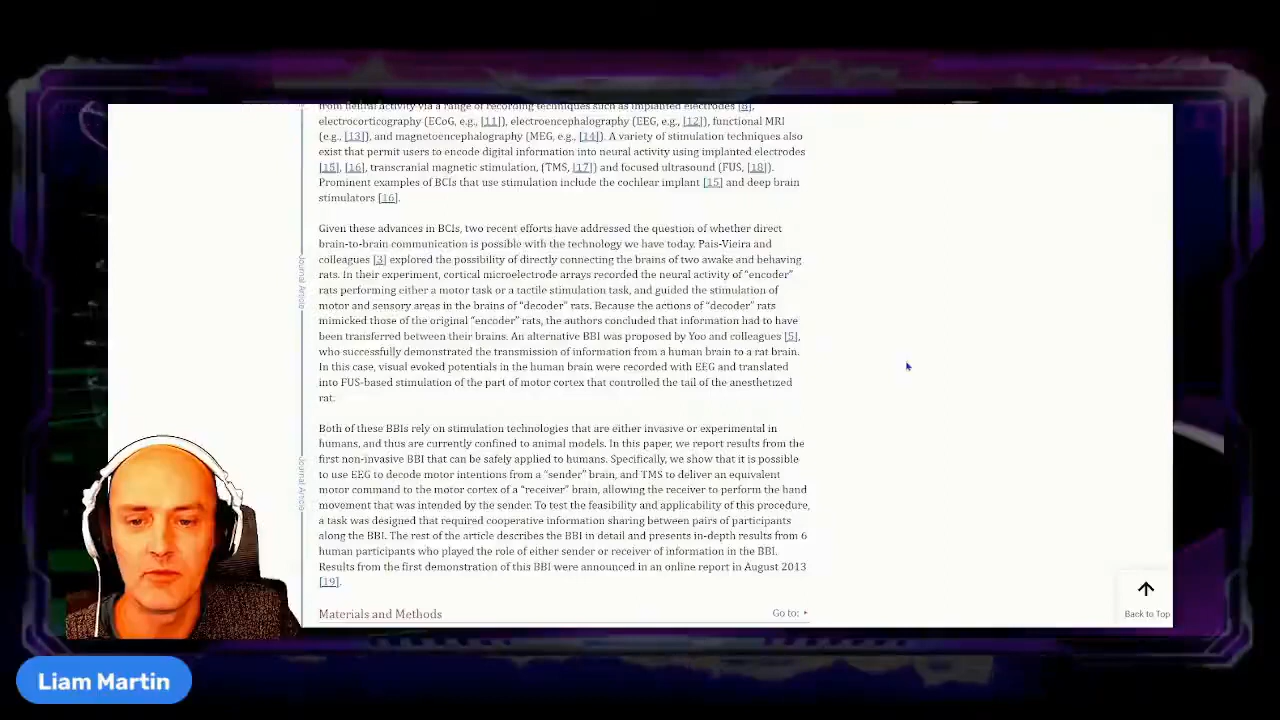 from neural activity via a range of recording techniques such as implanted electrodes [8],
electrocorticography (ECoG, e.g., [11]), electroencephalography (EEG, e.g., [12]), functional MRI
(e.g., [13]), and magnetoencephalography (MEG, e.g., [14]). A variety of stimulation techniques also
exist that permit users to encode digital information into neural activity using implanted electrodes
[15], [16], transcranial magnetic stimulation, (TMS, [17]) and focused ultrasound (FUS, [18]).
Prominent examples of BCIs that use stimulation include the cochlear implant [15] and deep brain
stimulators [16].
Given these advances in BCIs, two recent efforts have addressed the question of whether direct
brain-to-brain communication is possible with the technology we have today. Pais-Vieira and
colleagues [3] explored the possibility of directly connecting the brains of two awake and behaving
rats. In their experiment, cortical microelectrode arrays recorded the neural activity of “encoder”
rats performing either a motor task or a tactile stimulation task, and guided the stimulation of
motor and sensory areas in the brains of “decoder” rats. Because the actions of “decoder” rats
mimicked those of the original “encoder” rats, the authors concluded that information had to have
been transferred between their brains. An alternative BBI was proposed by Yoo and colleagues [5],
who successfully demonstrated the transmission of information from a human brain to a rat brain.
In this case, visual evoked potentials in the human brain were recorded with EEG and translated
into FUS-based stimulation of the part of motor cortex that controlled the tail of the anesthetized
rat.
Both of these BBIs rely on stimulation technologies that are either invasive or experimental in
humans, and thus are currently confined to animal models. In this paper, we report results from the
first non-invasive BBI that can be safely applied to humans. Specifically, we show that it is possible
to use EEG to decode motor intentions from a “sender” brain, and TMS to deliver an equivalent
motor command to the motor cortex of a “receiver” brain, allowing the receiver to perform the hand
movement that was intended by the sender. To test the feasibility and applicability of this procedure,
a task was designed that required cooperative information sharing between pairs of participants
along the BBI. The rest of the article describes the BBI in detail and presents in-depth results from 6
human participants who played the role of either sender or receiver of information in the BBI.
Results from the first demonstration of this BBI were announced in an online report in August 2013
[19].
Materials and Methods
Go to:
Journal Article
Journal Article
Back to Top
Liam Martin